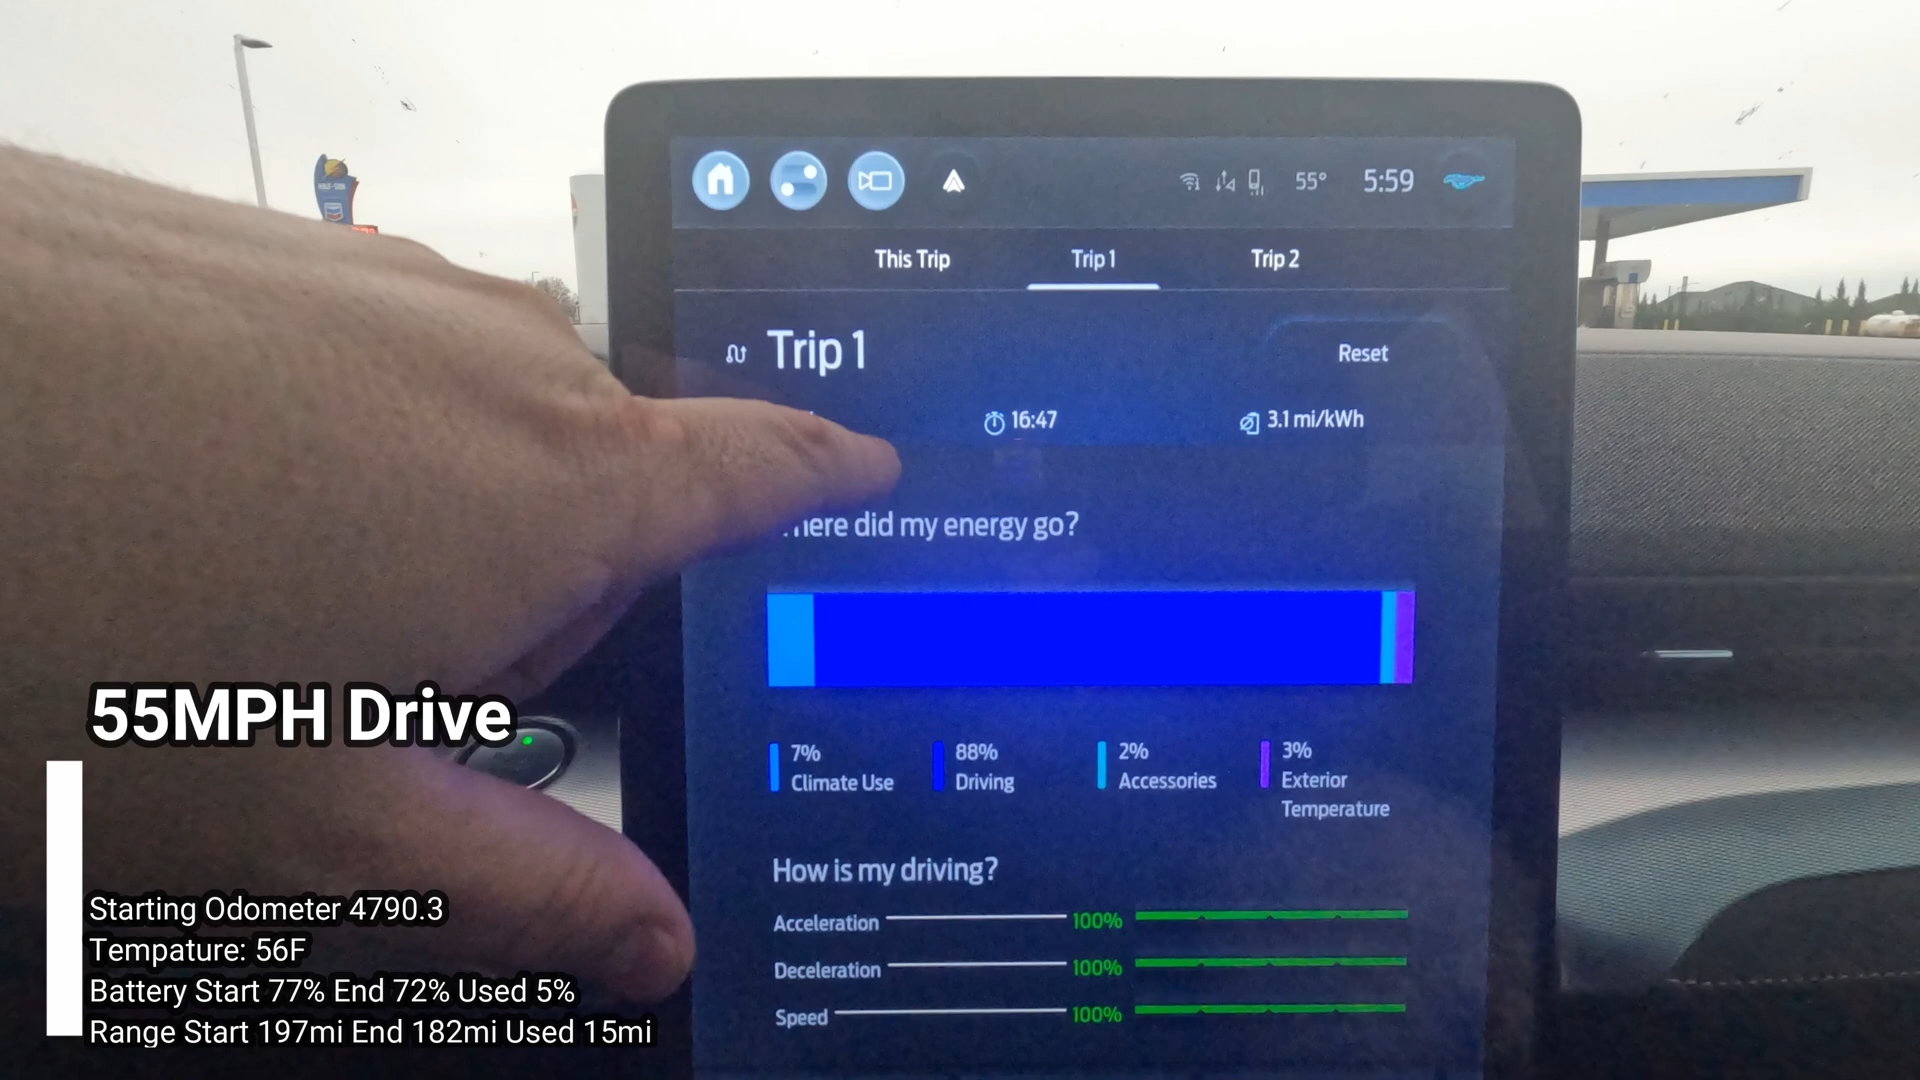 55° 5:59
This Trip Trip 1 Trip 2
Trip 1 Reset
16:47 3.1 mi/kWh
here did my energy go?
7% 88% 2% 3%
Climate Use Driving Accessories Exterior
Temperature
How is my driving?
Acceleration 100%
Deceleration 100%
Speed 100%
55MPH Drive
Starting Odometer 4790.3
Tempature: 56F
Battery Start 77% End 72% Used 5%
Range Start 197mi End 182mi Used 15mi